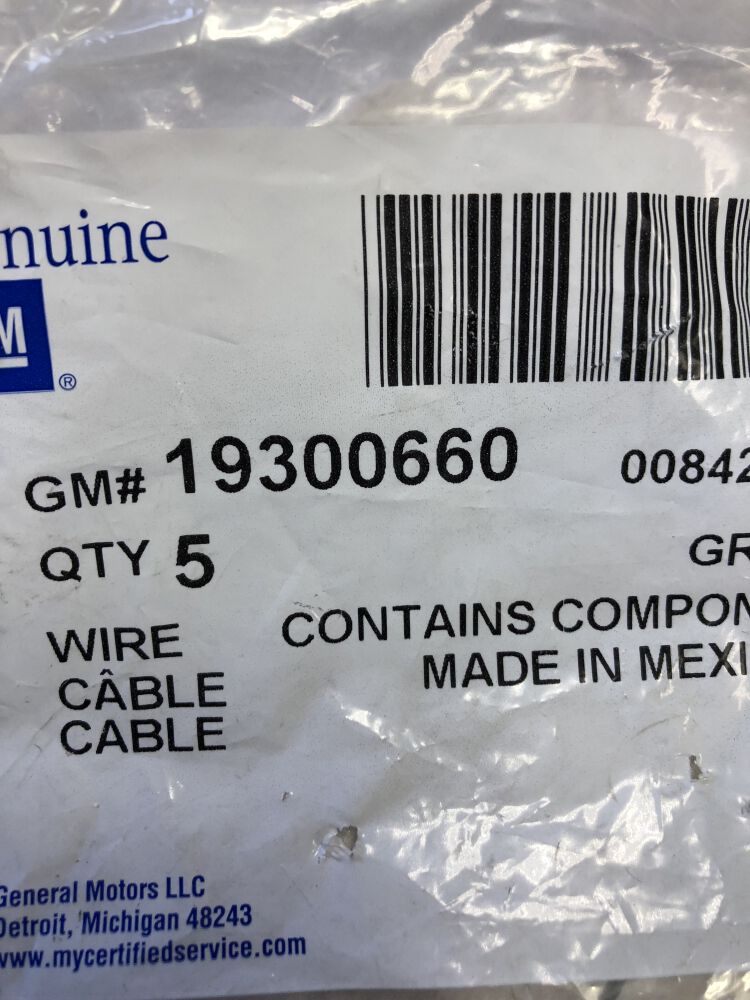 nuine
M
®
GM# 19300660 00842
QTY 5 GR
WIRE CONTAINS COMPON
CÂBLE MADE IN MEXI
CABLE
General Motors LLC
Detroit, Michigan 48243
www.mycertifiedservice.com